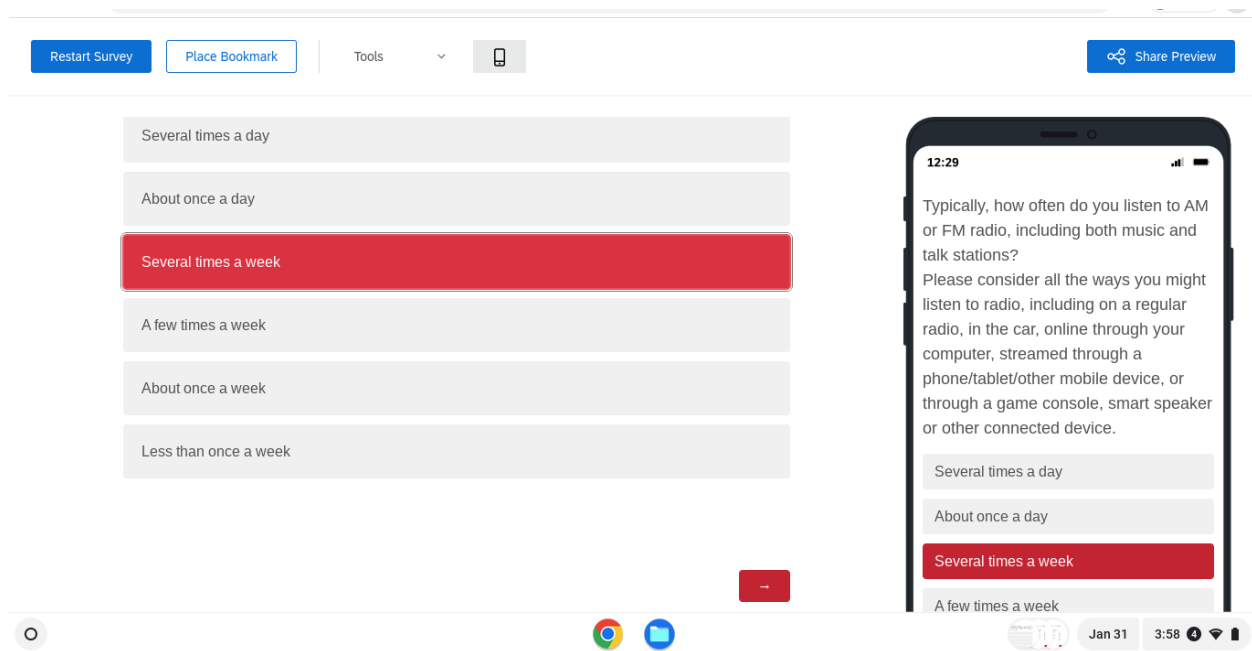 Restart Survey
Place Bookmark
Tools
Share Preview
Several times a day
About once a day
Several times a week
A few times a week
About once a week
Less than once a week
→
12:29
Typically, how often do you listen to AM
or FM radio, including both music and
talk stations?
Please consider all the ways you might
listen to radio, including on a regular
radio, in the car, online through your
computer, streamed through a
phone/tablet/other mobile device, or
through a game console, smart speaker
or other connected device.
Several times a day
About once a day
Several times a week
A few times a week
Jan 31
3:58 4